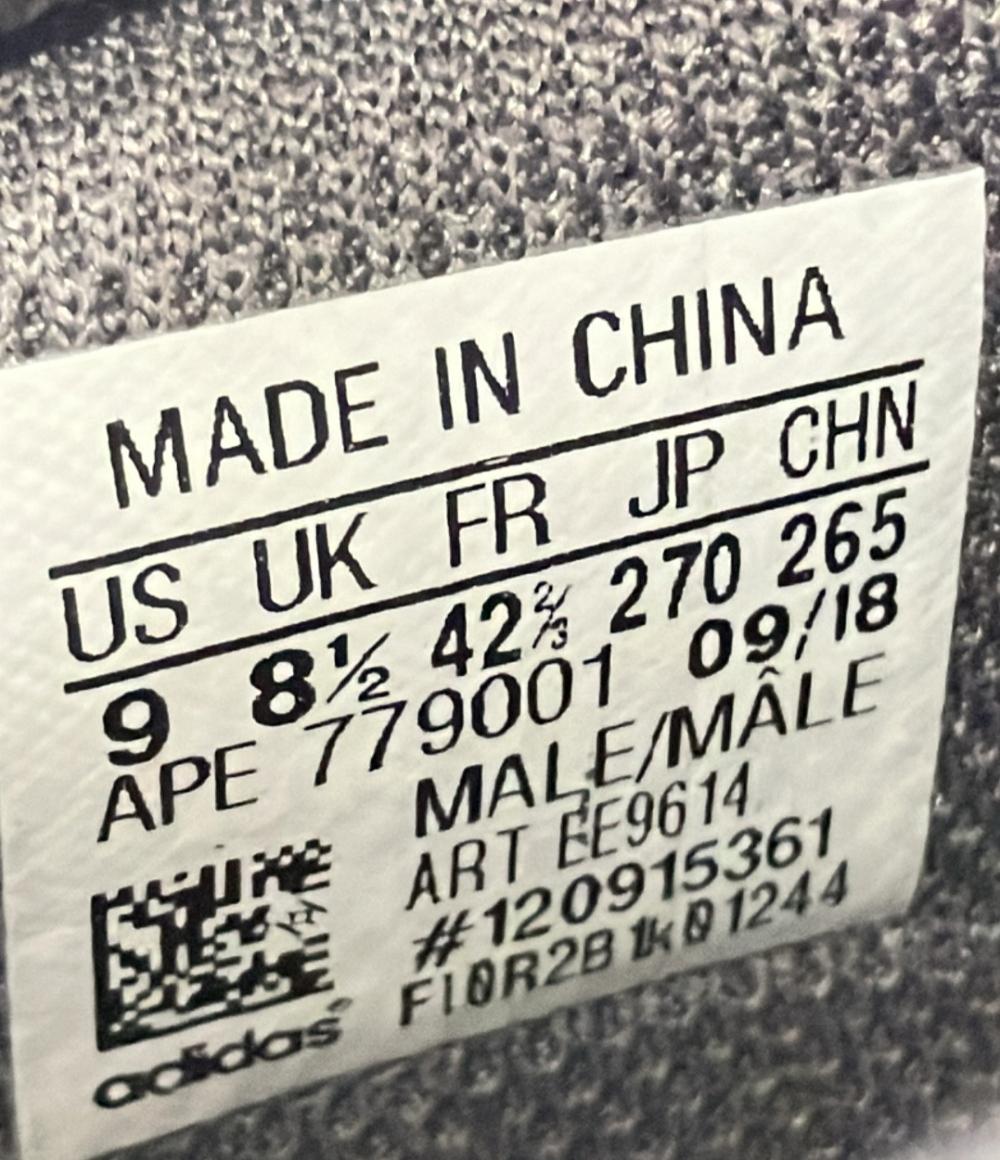 MADE IN CHINA
US UK FR JP CHN
9 8½ 42⅔ 270 265
APE 779001 09/18
MALE/MÂLE
ART EE9614
#120915361
F10R2B1k01244
adidas®